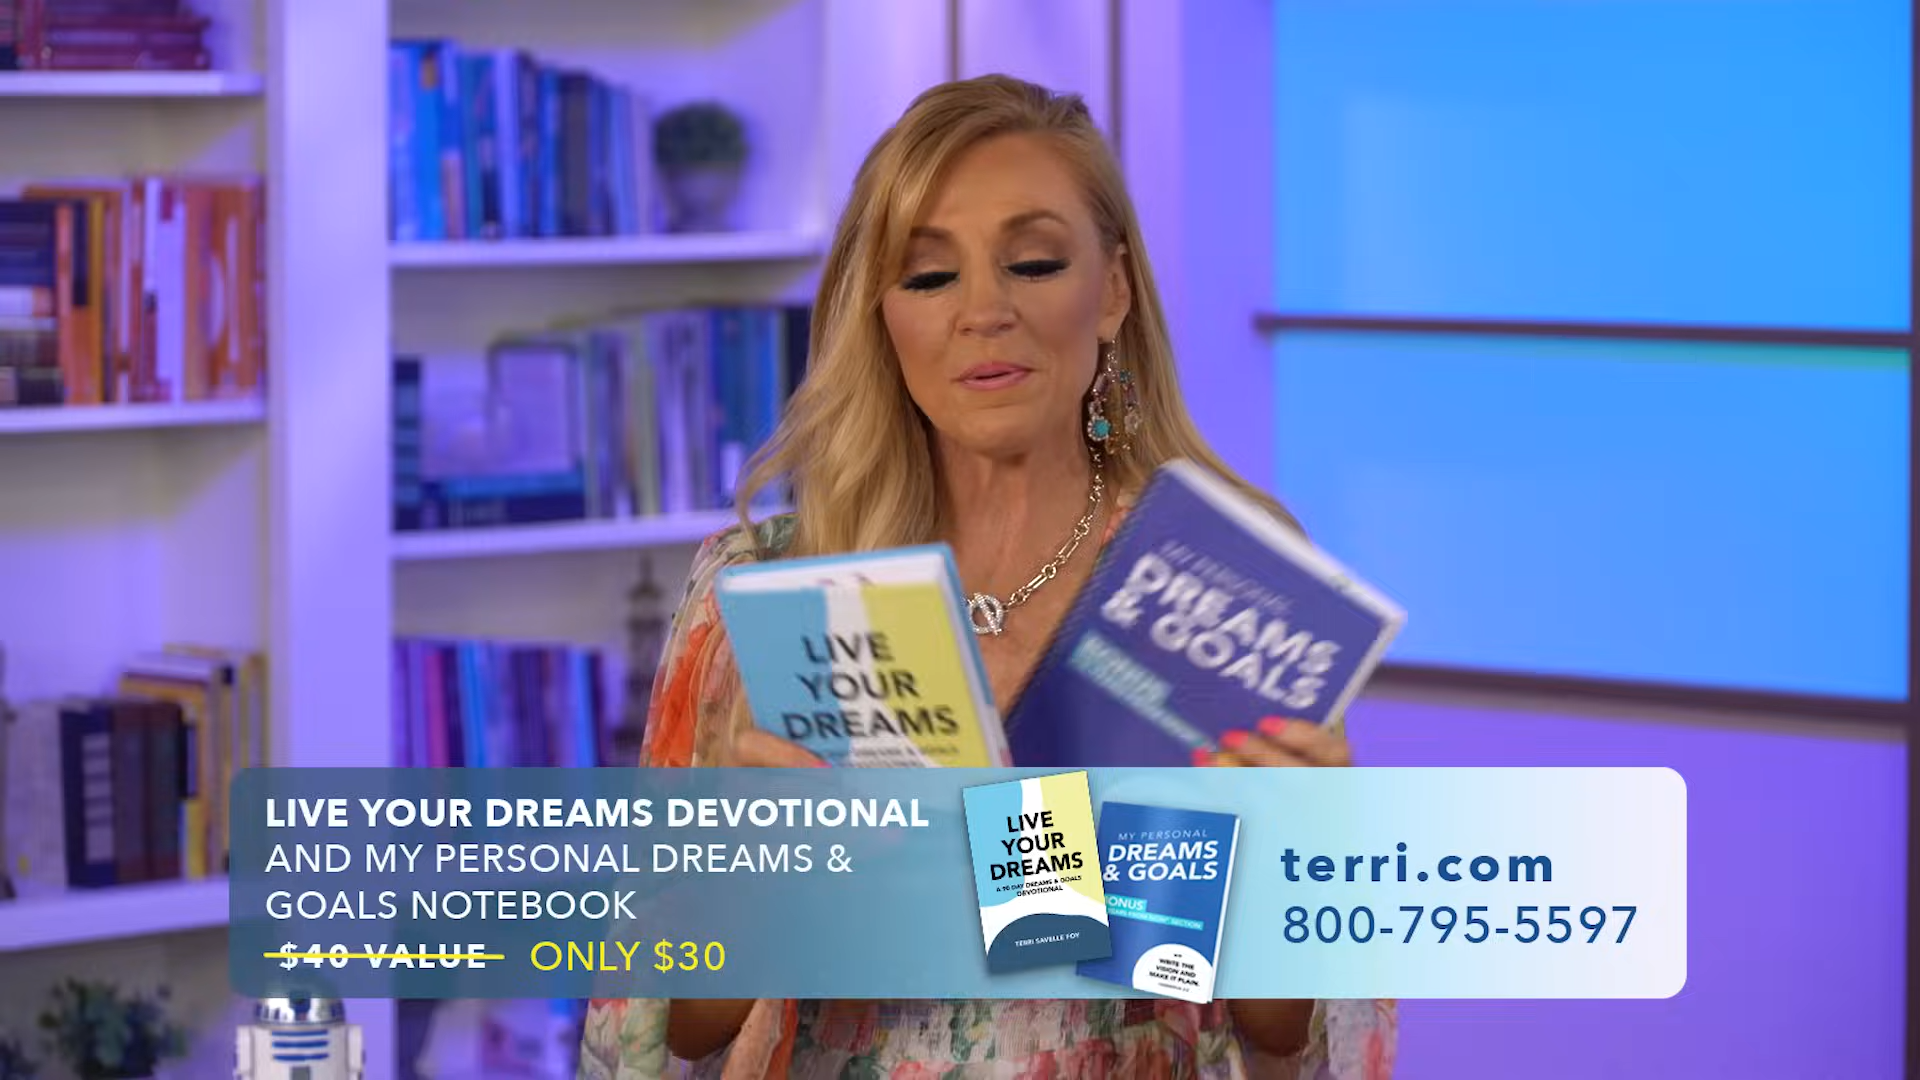 LIVE
YOUR
DREAMS
DREAMS
& GOALS
LIVE YOUR DREAMS DEVOTIONAL
AND MY PERSONAL DREAMS &
GOALS NOTEBOOK
$40 VALUE ONLY $30
LIVE
YOUR
DREAMS
A 90 DAY DREAMS & GOALS
DEVOTIONAL
TERRI SAVELLE FOY
MY PERSONAL
DREAMS
& GOALS
WRITE THE
VISION AND
MAKE IT PLAIN.
terri.com
800-795-5597